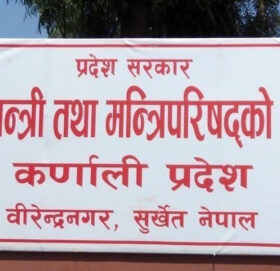 प्रदेश सरकार
न्त्री तथा मन्त्रिपरिषद्को
कर्णाली प्रदेश
वीरेन्द्रनगर, सुर्खेत नेपाल